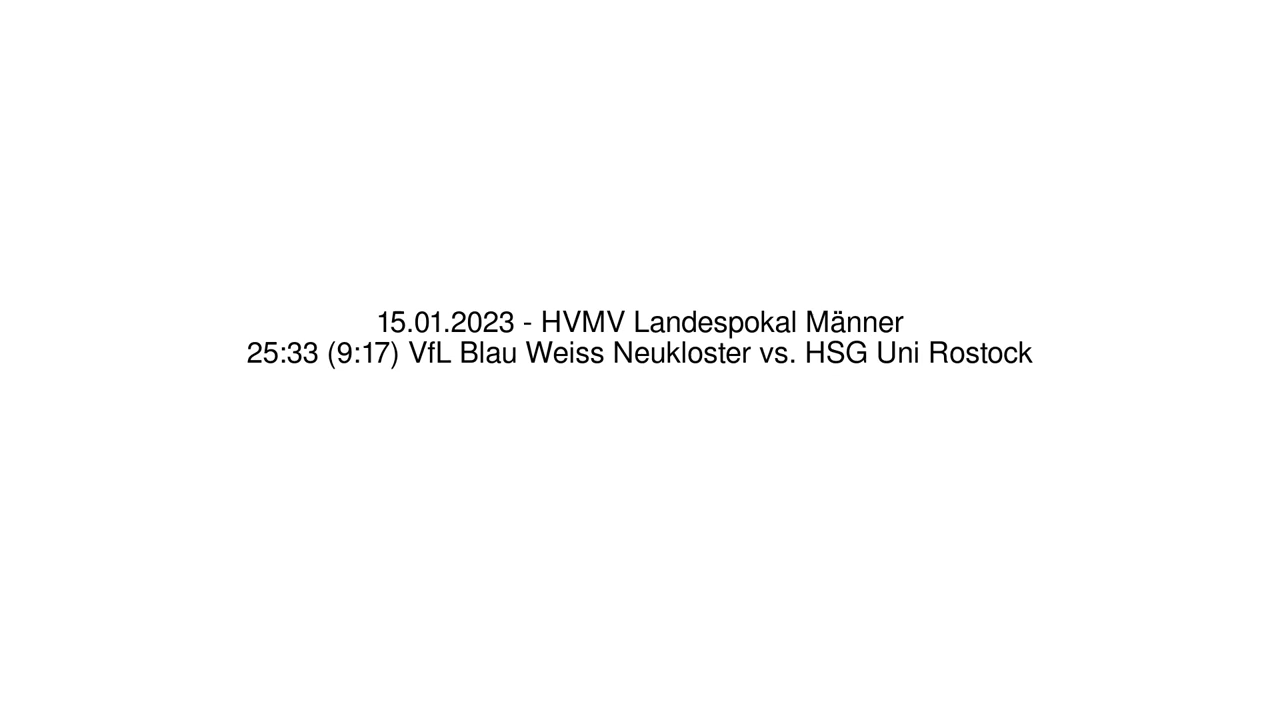 15.01.2023 - HVMV Landespokal Männer
25:33 (9:17) VfL Blau Weiss Neukloster vs. HSG Uni Rostock